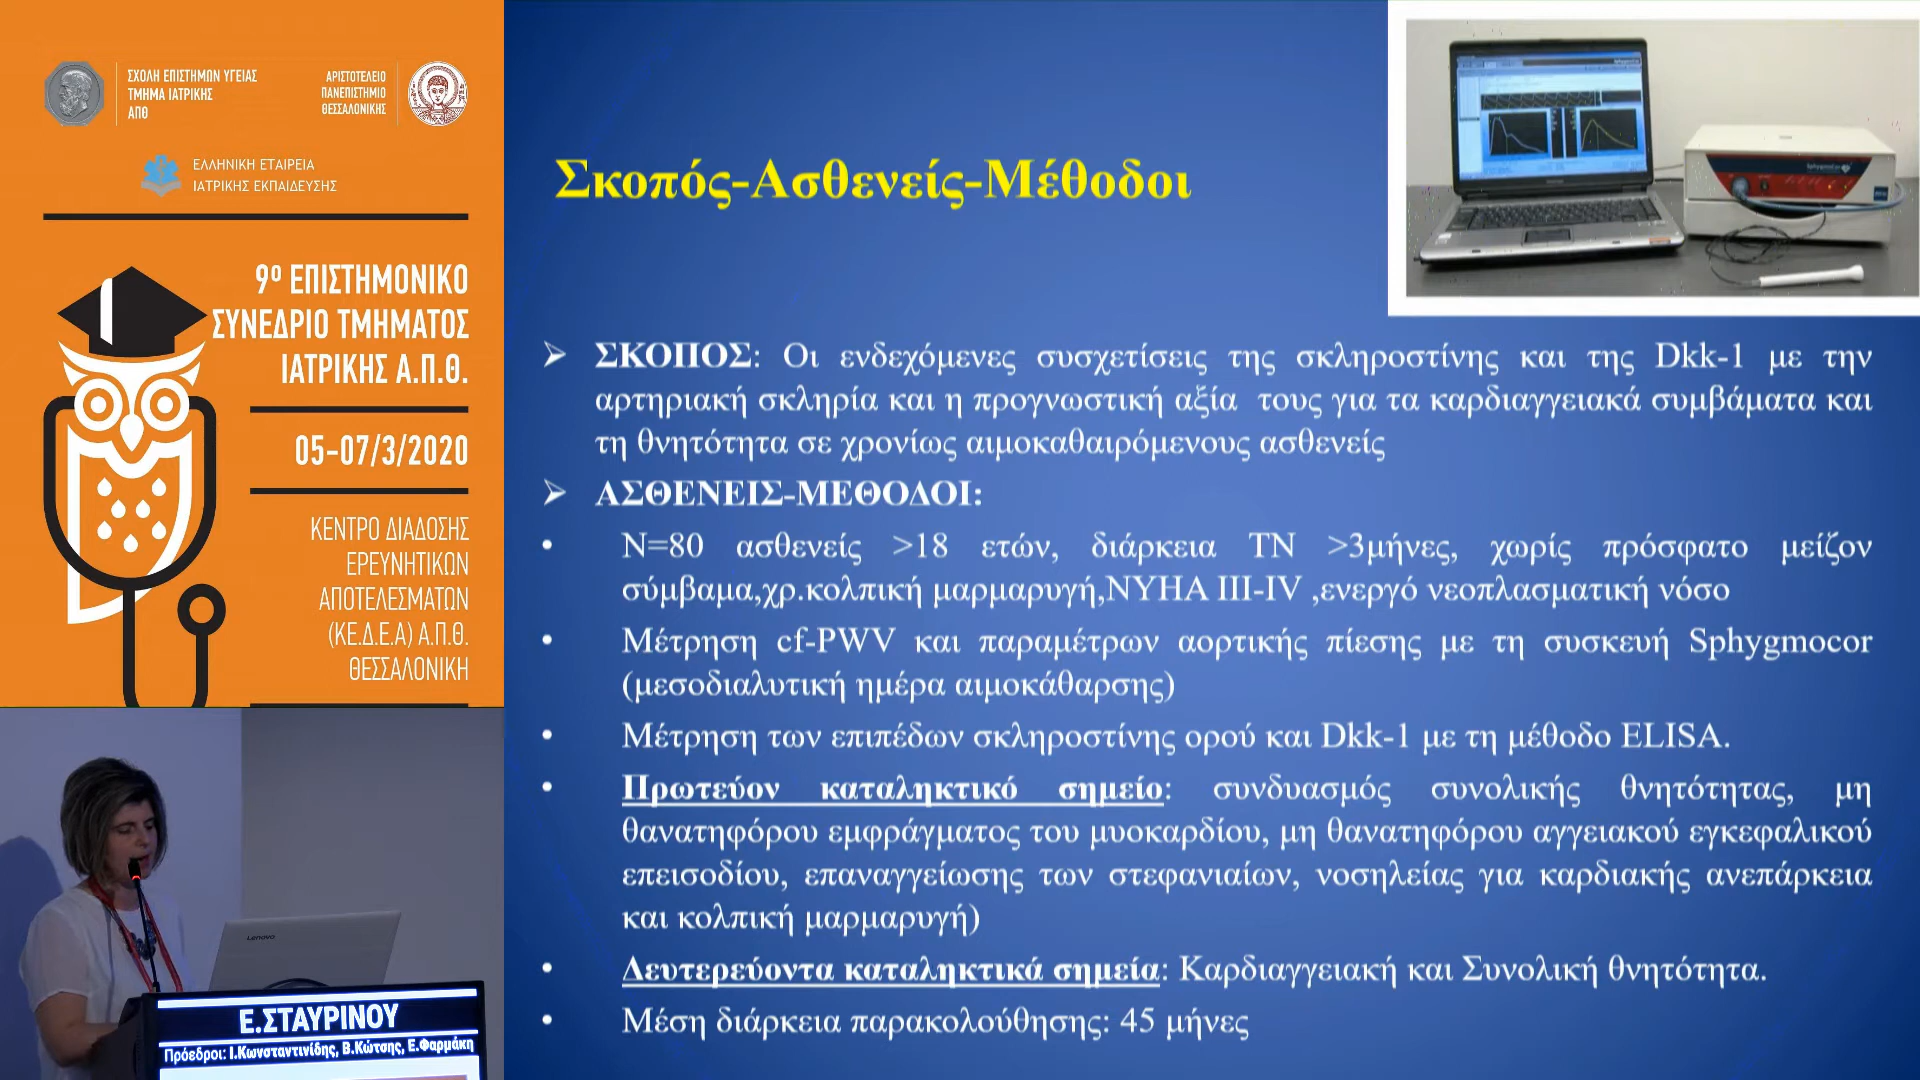 ΣΧΟΛΗ ΕΠΙΣΤΗΜΩΝ ΥΓΕΙΑΣ
ΤΜΗΜΑ ΙΑΤΡΙΚΗΣ
ΑΠΘ
ΑΡΙΣΤΟΤΕΛΕΙΟ
ΠΑΝΕΠΙΣΤΗΜΙΟ
ΘΕΣΣΑΛΟΝΙΚΗΣ
ΕΛΛΗΝΙΚΗ ΕΤΑΙΡΕΙΑ
ΙΑΤΡΙΚΗΣ ΕΚΠΑΙΔΕΥΣΗΣ
9ο ΕΠΙΣΤΗΜΟΝΙΚΟ
ΣΥΝΕΔΡΙΟ ΤΜΗΜΑΤΟΣ
ΙΑΤΡΙΚΗΣ Α.Π.Θ.
05-07/3/2020
ΚΕΝΤΡΟ ΔΙΑΔΟΣΗΣ
ΕΡΕΥΝΗΤΙΚΩΝ
ΑΠΟΤΕΛΕΣΜΑΤΩΝ
(ΚΕ.Δ.Ε.Α) Α.Π.Θ.
ΘΕΣΣΑΛΟΝΙΚΗ
Lenovo
Ε.ΣΤΑΥΡΙΝΟΥ
Πρόεδροι: Ι.Κωνσταντινίδης, Β.Κώτσης, Ε.Φαρμάκη
Σκοπός-Ασθενείς-Μέθοδοι
➢ ΣΚΟΠΟΣ: Οι ενδεχόμενες συσχετίσεις της σκληροστίνης και της Dkk-1 με την
αρτηριακή σκληρία και η προγνωστική αξία τους για τα καρδιαγγειακά συμβάματα και
τη θνητότητα σε χρονίως αιμοκαθαιρόμενους ασθενείς
➢ ΑΣΘΕΝΕΙΣ-ΜΕΘΟΔΟΙ:
• Ν=80 ασθενείς >18 ετών, διάρκεια ΤΝ >3μήνες, χωρίς πρόσφατο μείζον
σύμβαμα,χρ.κολπική μαρμαρυγή,NYHA III-IV ,ενεργό νεοπλασματική νόσο
• Μέτρηση cf-PWV και παραμέτρων αορτικής πίεσης με τη συσκευή Sphygmocor
(μεσοδιαλυτική ημέρα αιμοκάθαρσης)
• Μέτρηση των επιπέδων σκληροστίνης ορού και Dkk-1 με τη μέθοδο ELISA.
• Πρωτεύον καταληκτικό σημείο: συνδυασμός συνολικής θνητότητας, μη
θανατηφόρου εμφράγματος του μυοκαρδίου, μη θανατηφόρου αγγειακού εγκεφαλικού
επεισοδίου, επαναγγείωσης των στεφανιαίων, νοσηλείας για καρδιακής ανεπάρκεια
και κολπική μαρμαρυγή)
• Δευτερεύοντα καταληκτικά σημεία: Καρδιαγγειακή και Συνολική θνητότητα.
• Μέση διάρκεια παρακολούθησης: 45 μήνες